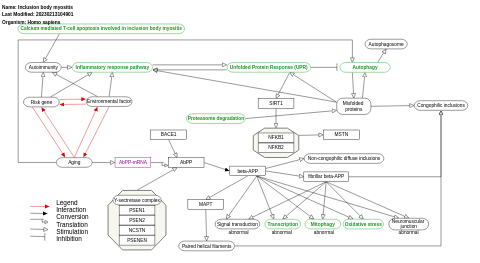 Name: Inclusion body myositis
Last Modified: 20230213104901
Organism: Homo sapiens
Calcium mediated T-cell apoptosis involved in inclusion body myositis
Autophagosome
Autoimmunity
Inflammatory response pathway
Unfolded Protein Response (UPR)
Autophagy
Risk gene
Environmental factor
SIRT1
Misfolded
proteins
Congophilic inclusions
Proteasome degradation
BACE1
NFKB1
NFKB2
MSTN
Aging
AbPP-mRNA
AbPP
Non-congophilic diffuse inclusions
beta-APP
fibrillar beta-APP
Y-secretrase complex
PSEN1
PSEN2
NCSTN
PSENEN
MAPT
Legend
Interaction
Conversion
Translation
Stimulation
Inhibition
Signal transduction
abnormal
Transcription
abnormal
Mitophagy
abnormal
Oxidative stress
Neuromuscular
junction
abnormal
Paired helical filaments